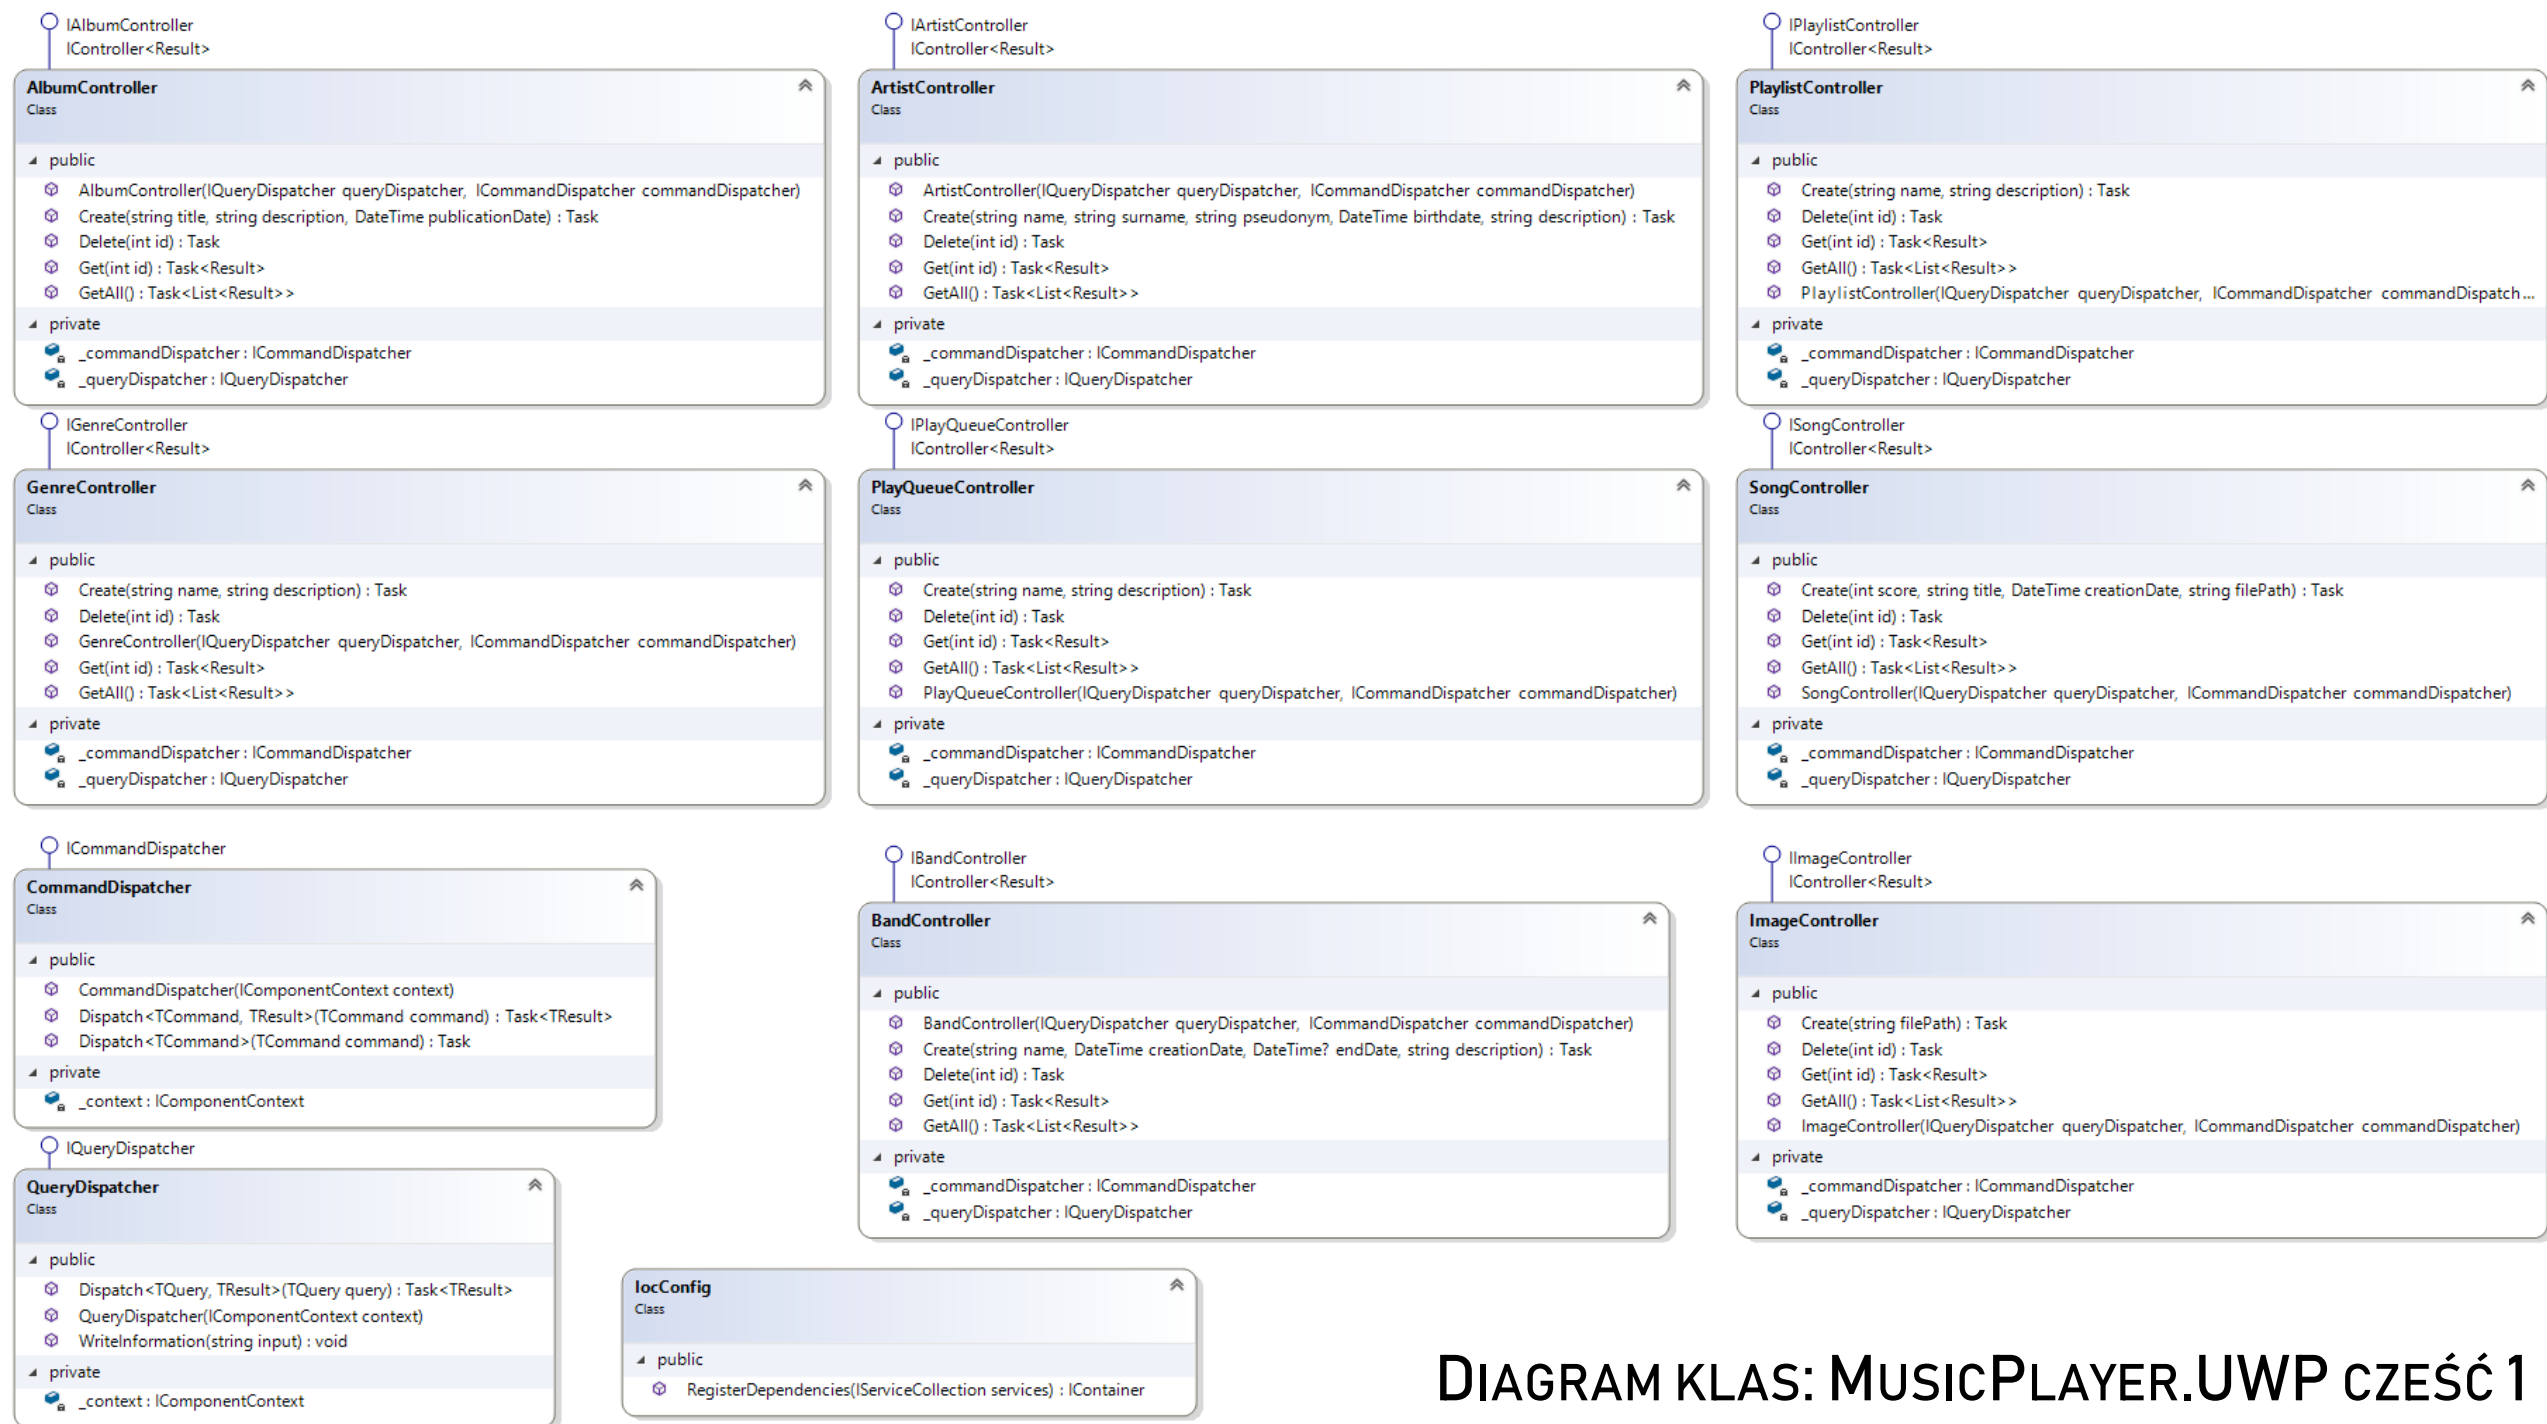 IAlbumController
IController<Result>
AlbumController
Class
public
AlbumController(IQueryDispatcher queryDispatcher, ICommandDispatcher commandDispatcher)
Create(string title, string description, DateTime publicationDate) : Task
Delete(int id) : Task
Get(int id) : Task<Result>
GetAll() : Task<List<Result>>
private
_commandDispatcher : ICommandDispatcher
_queryDispatcher : IQueryDispatcher
IArtistController
IController<Result>
ArtistController
Class
public
ArtistController(IQueryDispatcher queryDispatcher, ICommandDispatcher commandDispatcher)
Create(string name, string surname, string pseudonym, DateTime birthdate, string description) : Task
Delete(int id) : Task
Get(int id) : Task<Result>
GetAll() : Task<List<Result>>
private
_commandDispatcher : ICommandDispatcher
_queryDispatcher : IQueryDispatcher
IPlaylistController
IController<Result>
PlaylistController
Class
public
Create(string name, string description) : Task
Delete(int id) : Task
Get(int id) : Task<Result>
GetAll() : Task<List<Result>>
PlaylistController(IQueryDispatcher queryDispatcher, ICommandDispatcher commandDispatch...
private
_commandDispatcher : ICommandDispatcher
_queryDispatcher : IQueryDispatcher
IGenreController
IController<Result>
GenreController
Class
public
Create(string name, string description) : Task
Delete(int id) : Task
GenreController(IQueryDispatcher queryDispatcher, ICommandDispatcher commandDispatcher)
Get(int id) : Task<Result>
GetAll() : Task<List<Result>>
private
_commandDispatcher : ICommandDispatcher
_queryDispatcher : IQueryDispatcher
IPlayQueueController
IController<Result>
PlayQueueController
Class
public
Create(string name, string description) : Task
Delete(int id) : Task
Get(int id) : Task<Result>
GetAll() : Task<List<Result>>
PlayQueueController(IQueryDispatcher queryDispatcher, ICommandDispatcher commandDispatcher)
private
_commandDispatcher : ICommandDispatcher
_queryDispatcher : IQueryDispatcher
ISongController
IController<Result>
SongController
Class
public
Create(int score, string title, DateTime creationDate, string filePath) : Task
Delete(int id) : Task
Get(int id) : Task<Result>
GetAll() : Task<List<Result>>
SongController(IQueryDispatcher queryDispatcher, ICommandDispatcher commandDispatcher)
private
_commandDispatcher : ICommandDispatcher
_queryDispatcher : IQueryDispatcher
ICommandDispatcher
CommandDispatcher
Class
public
CommandDispatcher(IComponentContext context)
Dispatch<TCommand, TResult>(TCommand command) : Task<TResult>
Dispatch<TCommand>(TCommand command) : Task
private
_context : IComponentContext
IBandController
IController<Result>
BandController
Class
public
BandController(IQueryDispatcher queryDispatcher, ICommandDispatcher commandDispatcher)
Create(string name, DateTime creationDate, DateTime? endDate, string description) : Task
Delete(int id) : Task
Get(int id) : Task<Result>
GetAll() : Task<List<Result>>
private
_commandDispatcher : ICommandDispatcher
_queryDispatcher : IQueryDispatcher
IImageController
IController<Result>
ImageController
Class
public
Create(string filePath) : Task
Delete(int id) : Task
Get(int id) : Task<Result>
GetAll() : Task<List<Result>>
ImageController(IQueryDispatcher queryDispatcher, ICommandDispatcher commandDispatcher)
private
_commandDispatcher : ICommandDispatcher
_queryDispatcher : IQueryDispatcher
IQueryDispatcher
QueryDispatcher
Class
public
Dispatch<TQuery, TResult>(TQuery query) : Task<TResult>
QueryDispatcher(IComponentContext context)
WriteInformation(string input) : void
private
_context : IComponentContext
IocConfig
Class
public
RegisterDependencies(IServiceCollection services) : IContainer
DIAGRAM KLAS: MUSICPLAYER.UWP CZEŚĆ 1